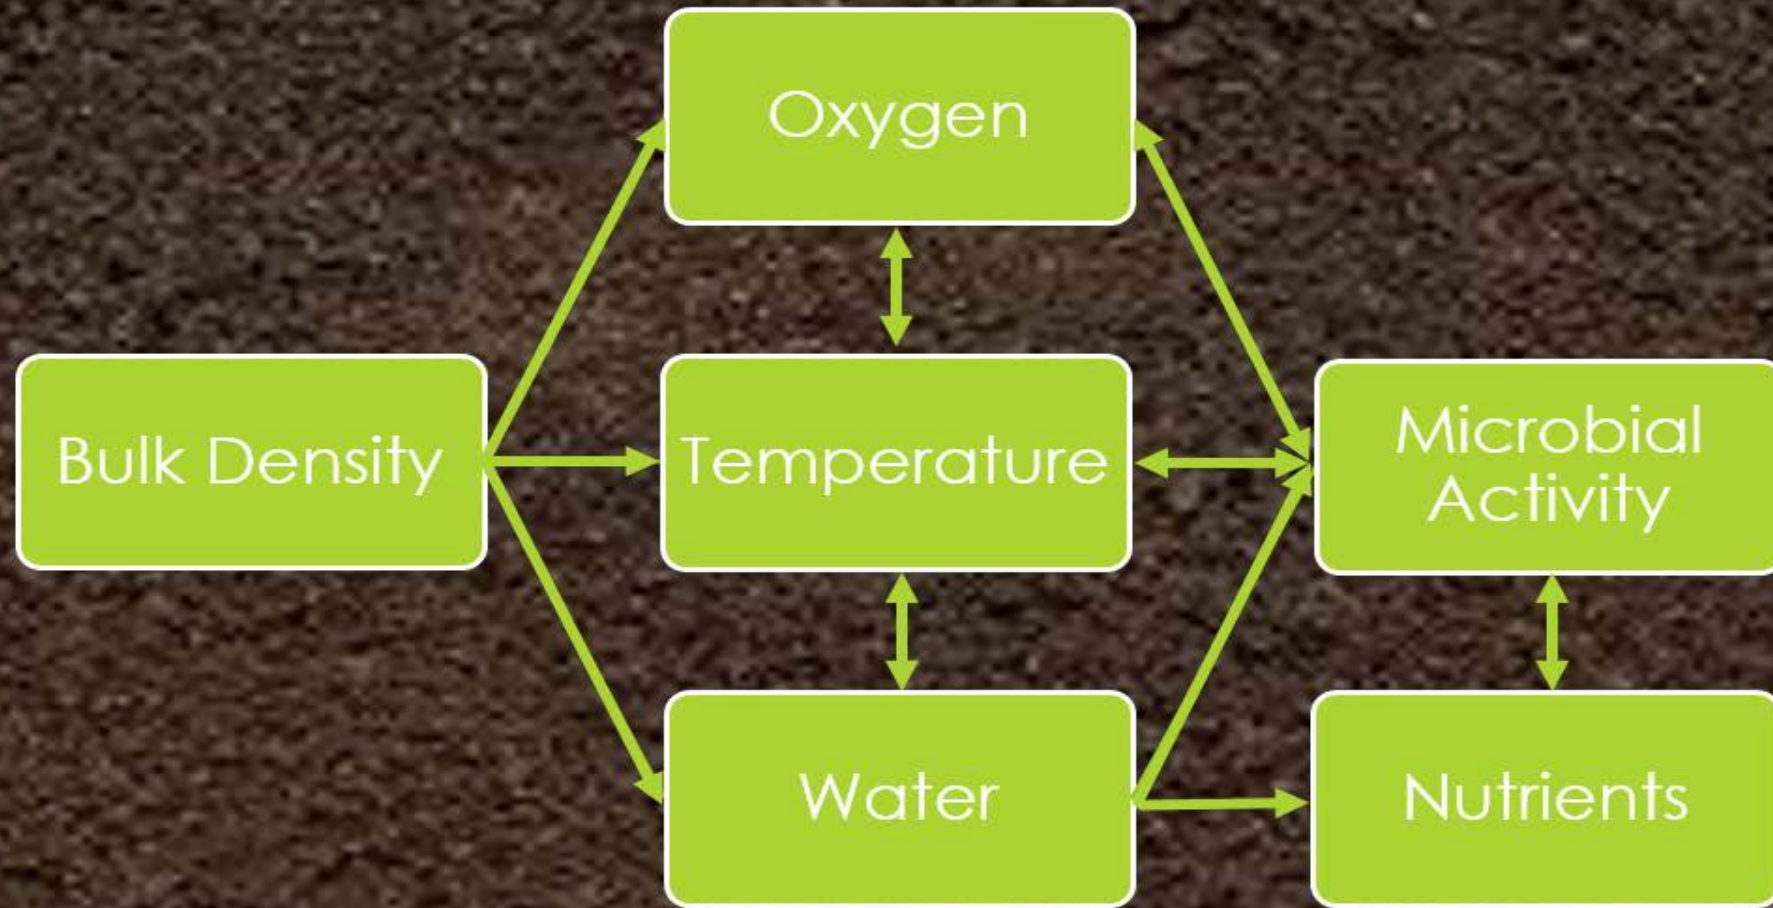 Oxygen
Bulk Density
Temperature
Microbial
Activity
Water
Nutrients